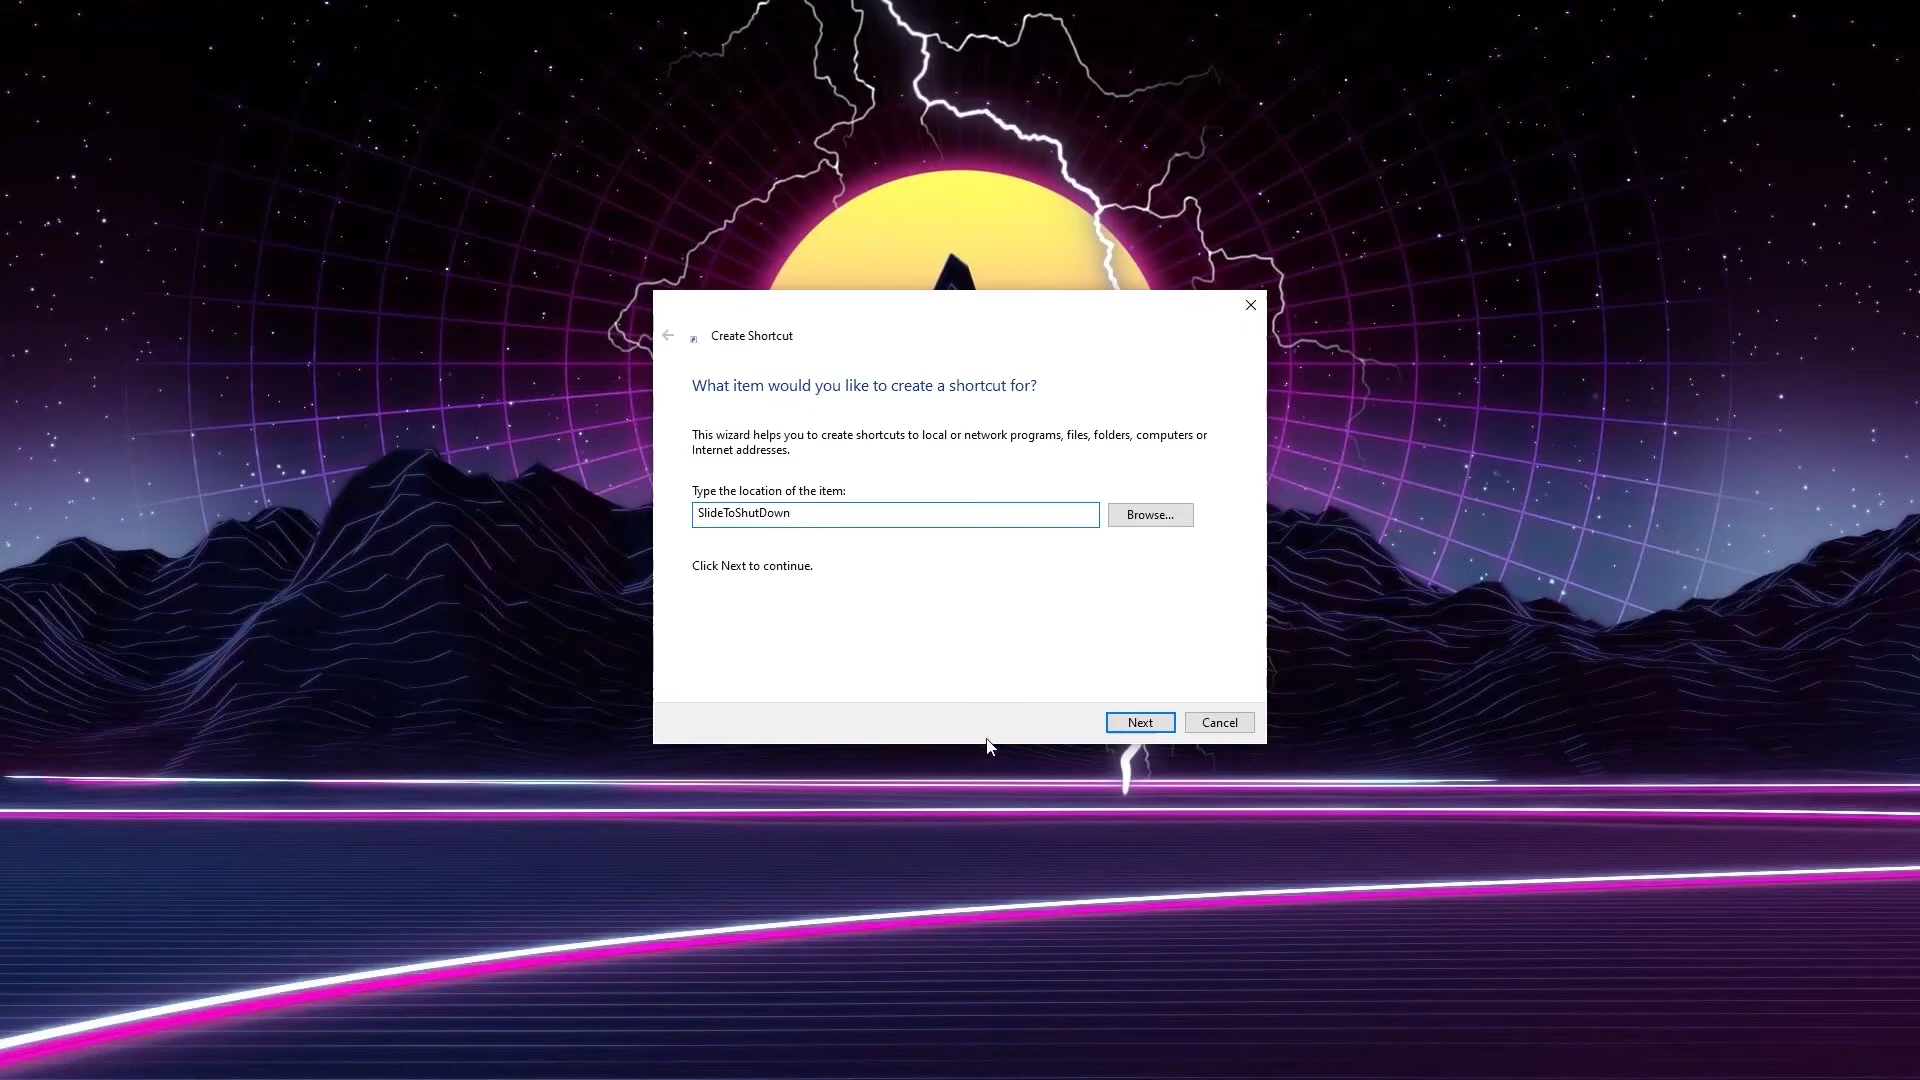 Create Shortcut
What item would you like to create a shortcut for?
This wizard helps you to create shortcuts to local or network programs, files, folders, computers or
Internet addresses.
Type the location of the item:
SlideToShutDown
Browse...
Click Next to continue.
Next
Cancel